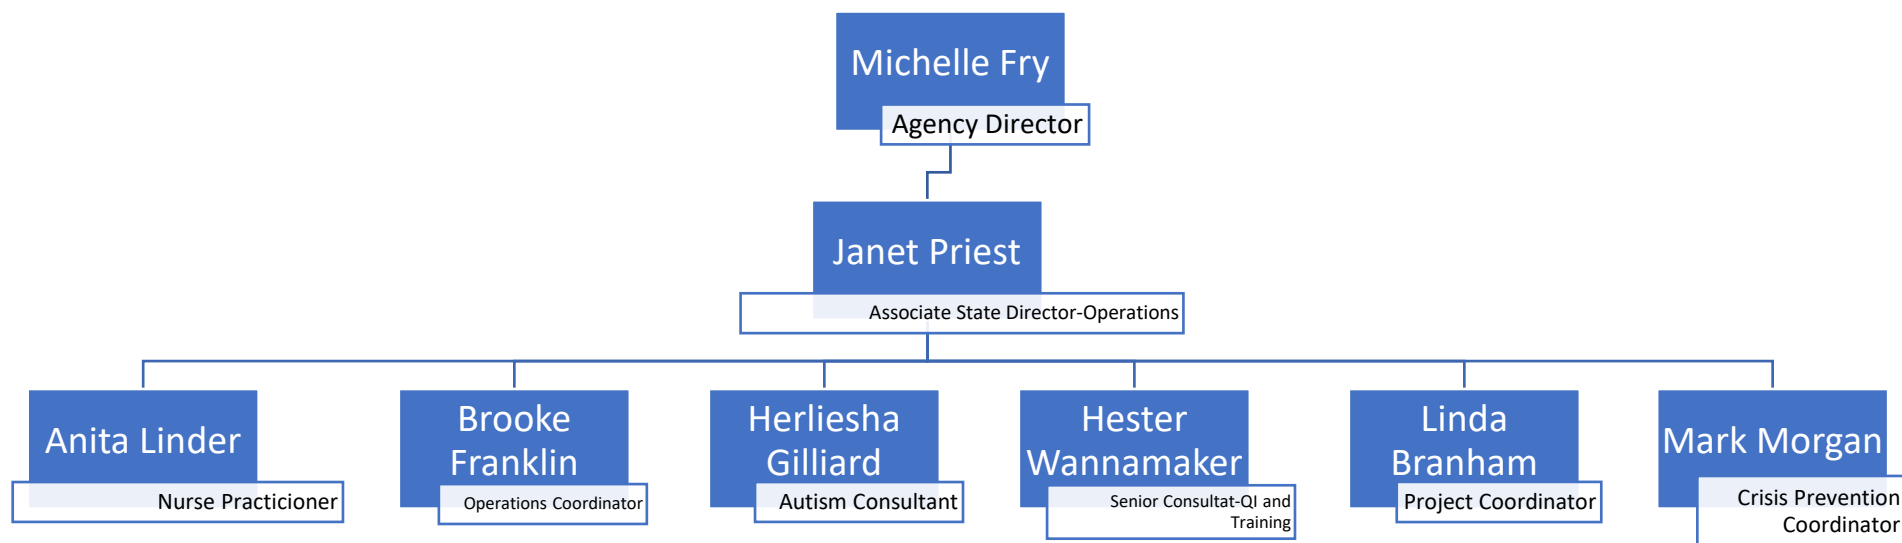 Michelle Fry
Agency Director
Janet Priest
Associate State Director-Operations
Anita Linder
Nurse Practicioner
Brooke
Franklin
Operations Coordinator
Herliesha
Gilliard
Autism Consultant
Hester
Wannamaker
Senior Consultat-QI and
Training
Linda
Branham
Project Coordinator
Mark Morgan
Crisis Prevention
Coordinator